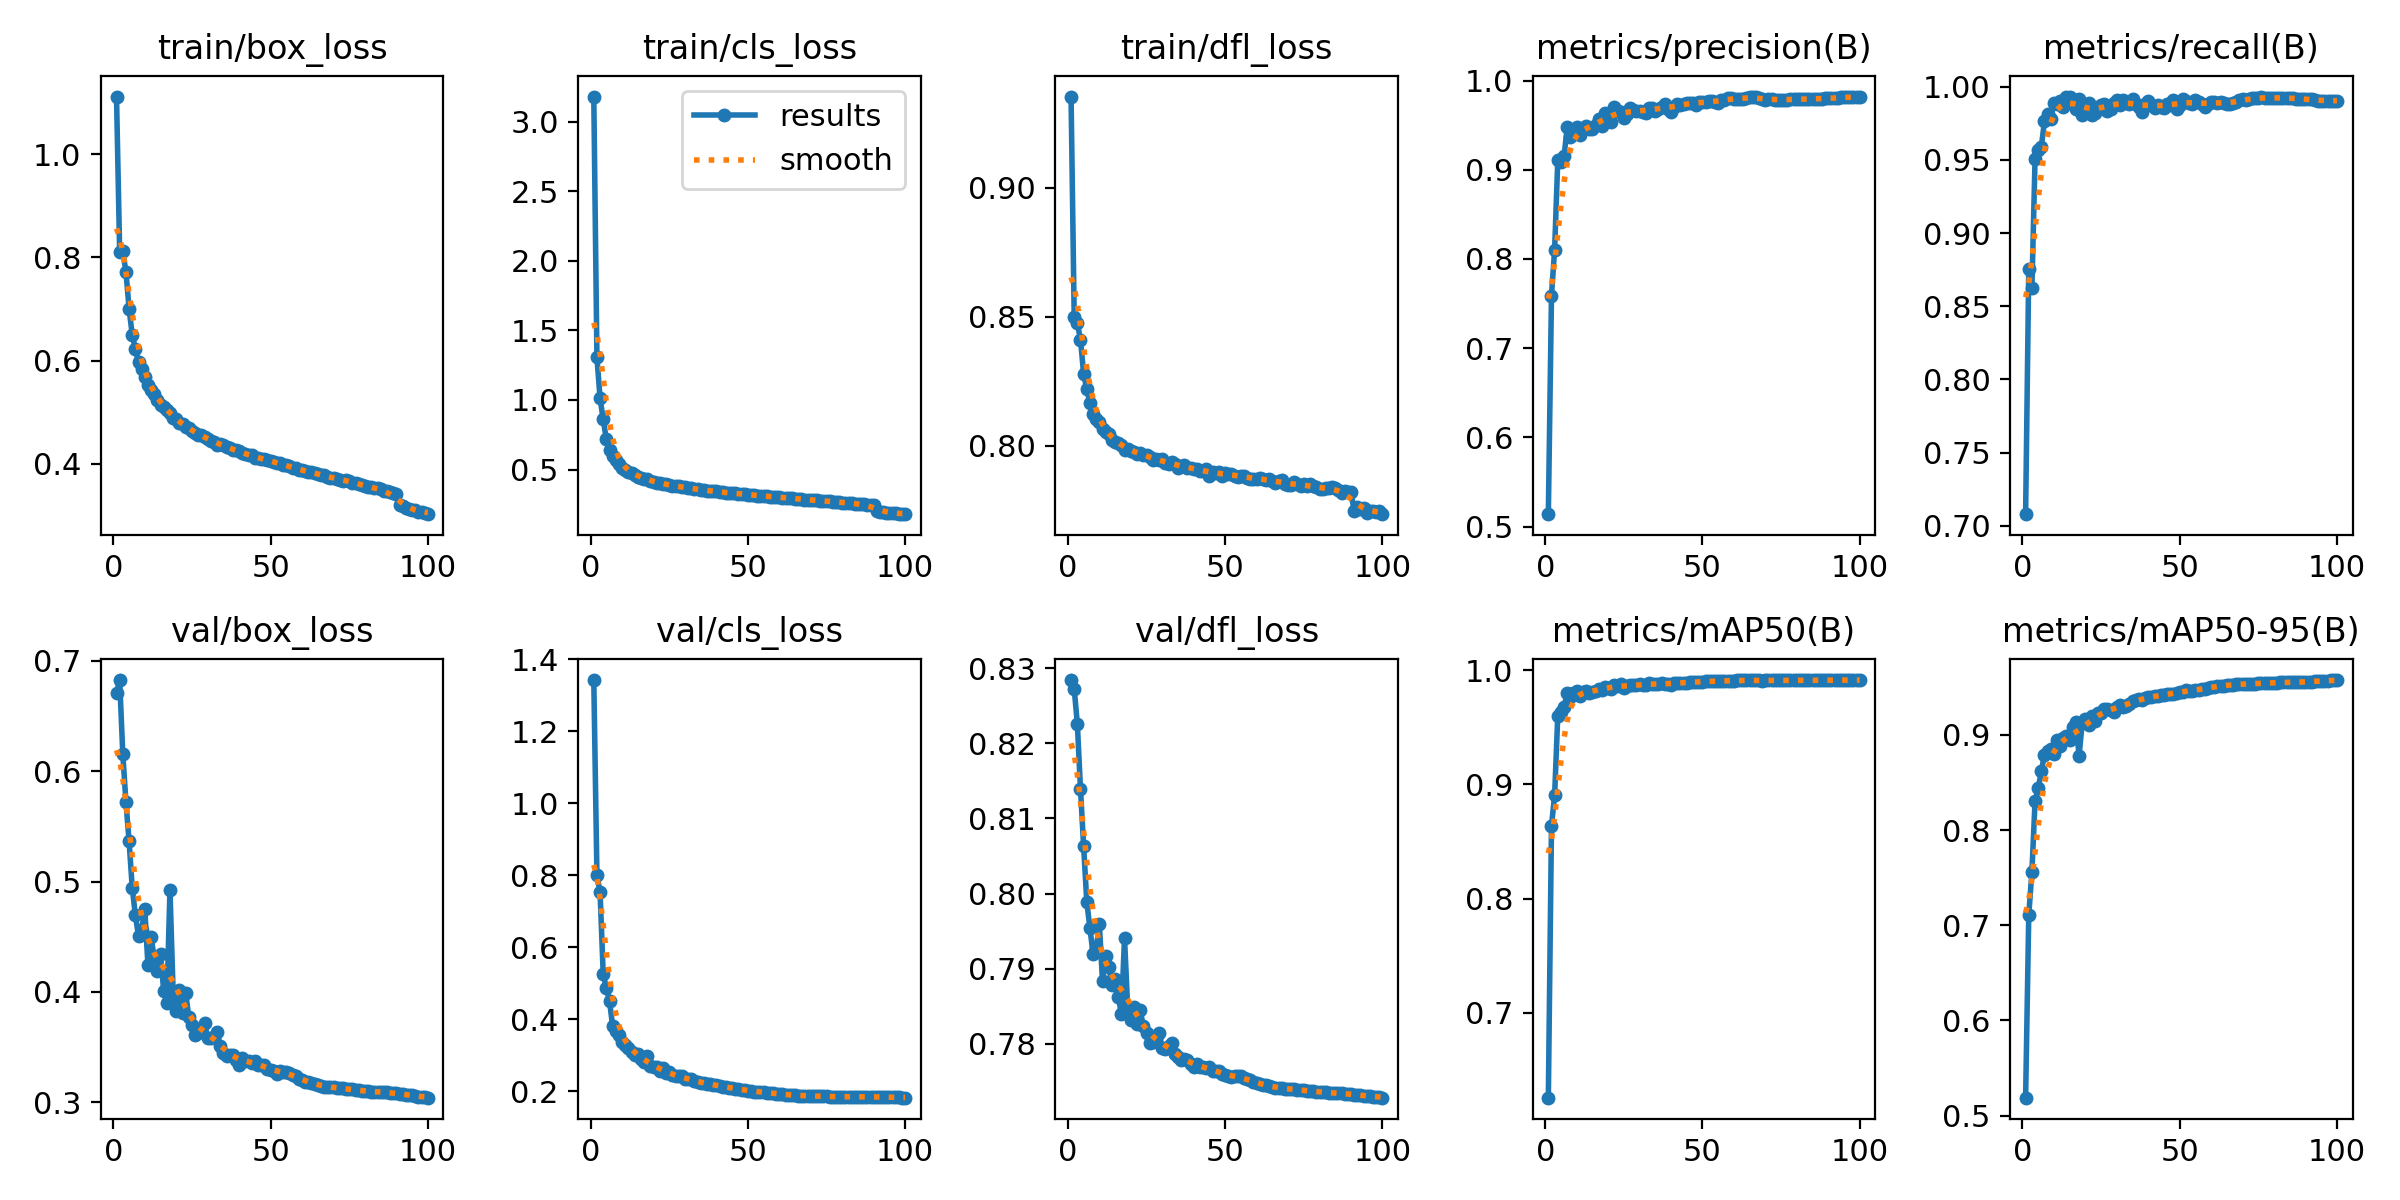 train/box_loss
1.0
0.8
0.6
0.4
0 50 100
train/cls_loss
results
smooth
3.0
2.5
2.0
1.5
1.0
0.5
0 50 100
train/dfl_loss
0.90
0.85
0.80
0 50 100
metrics/precision(B)
1.0
0.9
0.8
0.7
0.6
0.5
0 50 100
metrics/recall(B)
1.00
0.95
0.90
0.85
0.80
0.75
0.70
0 50 100
val/box_loss
0.7
0.6
0.5
0.4
0.3
0 50 100
val/cls_loss
1.4
1.2
1.0
0.8
0.6
0.4
0.2
0 50 100
val/dfl_loss
0.83
0.82
0.81
0.80
0.79
0.78
0 50 100
metrics/mAP50(B)
1.0
0.9
0.8
0.7
0 50 100
metrics/mAP50-95(B)
0.9
0.8
0.7
0.6
0.5
0 50 100